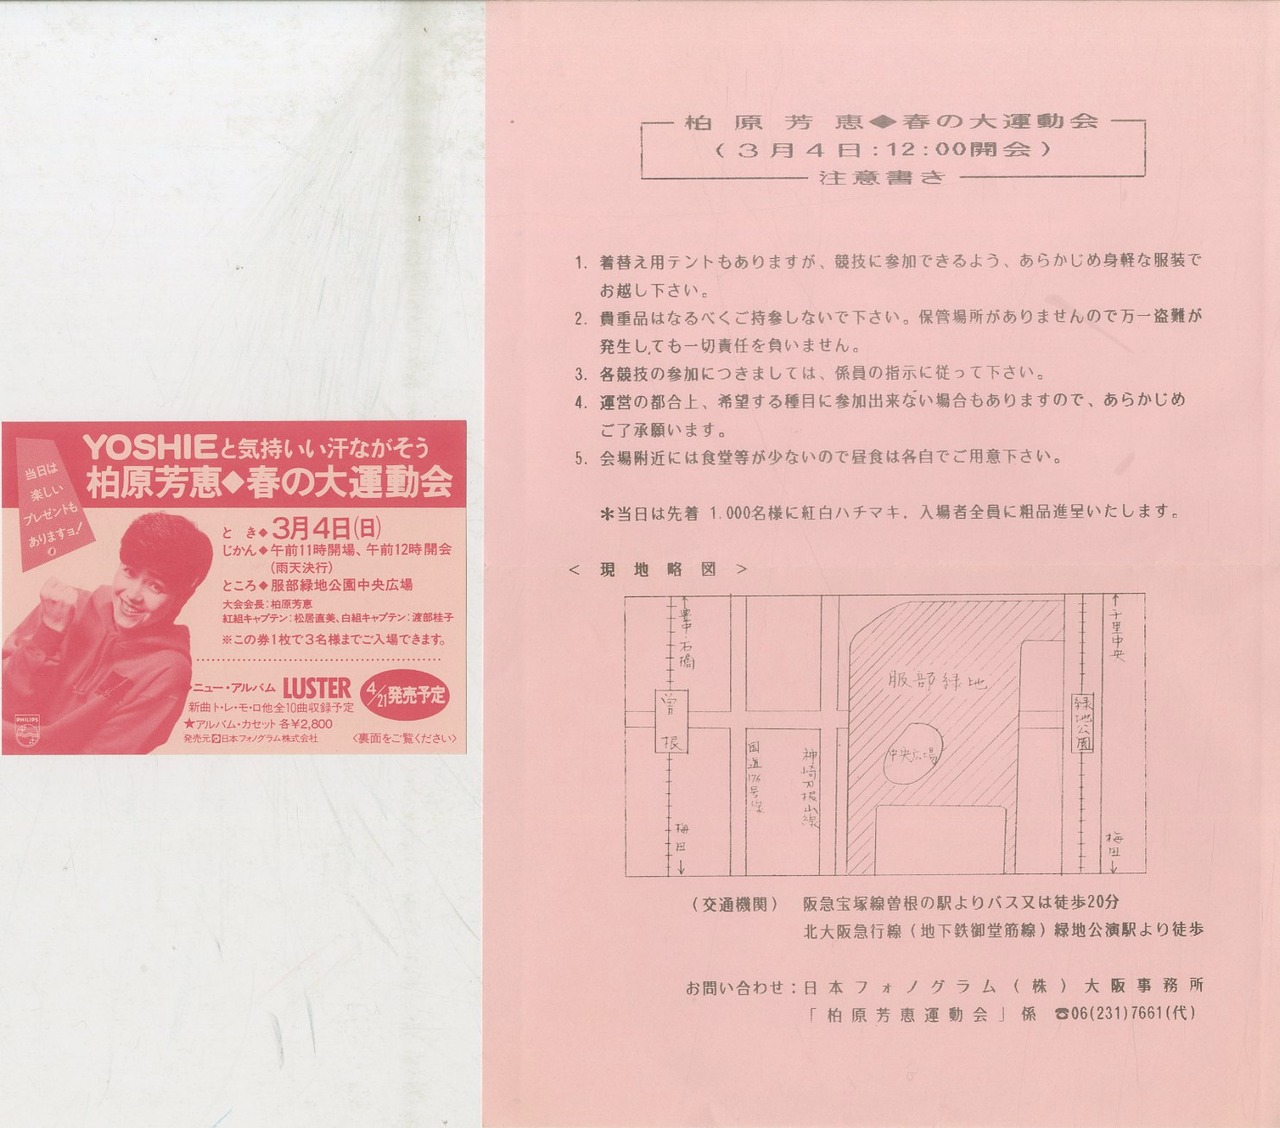 YOSHIEと気持いい汗ながそう
柏原芳恵◆春の大運動会
当日は
楽しい
プレゼントも
ありますョ!
とき◆3月4日(日)
じかん◆午前11時開場、午前12時開会
(雨天決行)
ところ◆服部緑地公園中央広場
大会会長:柏原芳恵
紅組キャプテン:松居直美、白組キャプテン:渡部桂子
※この券1枚で3名様までご入場できます。
ニュー・アルバム LUSTER 4/21発売予定
新曲ト・レ・モ・ロ他全10曲収録予定
★アルバム・カセット 各¥2,800
発売元 日本フォノグラム株式会社 〈裏面をご覧ください〉
PHILIPS
柏原芳恵◆春の大運動会
(3月4日:12:00開会)
注意書き
1. 着替え用テントもありますが、競技に参加できるよう、あらかじめ身軽な服装で
お越し下さい。
2. 貴重品はなるべくご持参しないで下さい。保管場所がありませんので万一盗難が
発生しても一切責任を負いません。
3. 各競技の参加につきましては、係員の指示に従って下さい。
4. 運営の都合上、希望する種目に参加出来ない場合もありますので、あらかじめ
ご了承願います。
5. 会場附近には食堂等が少ないので昼食は各自でご用意下さい。
*当日は先着 1.000名様に紅白ハチマキ、入場者全員に粗品進呈いたします。
< 現地略図 >
豊中・石橋
千里中央
服部緑地
曽根
緑地公園
中央広場
国道176号線
神崎刀根山線
梅田
梅田
(交通機関) 阪急宝塚線曽根の駅よりバス又は徒歩20分
北大阪急行線(地下鉄御堂筋線)緑地公演駅より徒歩
お問い合わせ:日本フォノグラム(株)大阪事務所
「柏原芳恵運動会」係 ☎06(231)7661(代)